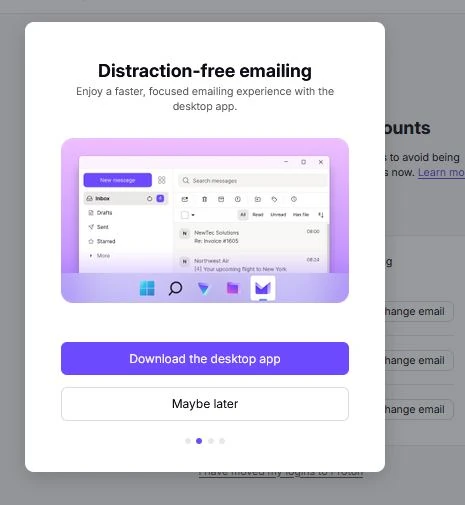 Distraction-free emailing
Enjoy a faster, focused emailing experience with the
desktop app.
ounts
s to avoid being
s now. Learn mo
New message
Search messages
Inbox
4
All Read Unread Has file
Drafts
Sent
N NewTec Solutions 09:00
Re: Invoice #1605
Starred
More
N Northwest Air 08:24
[4] Your upcoming flight to New York
g
hange email
Download the desktop app
hange email
Maybe later
hange email
I have moved my logins to Proton